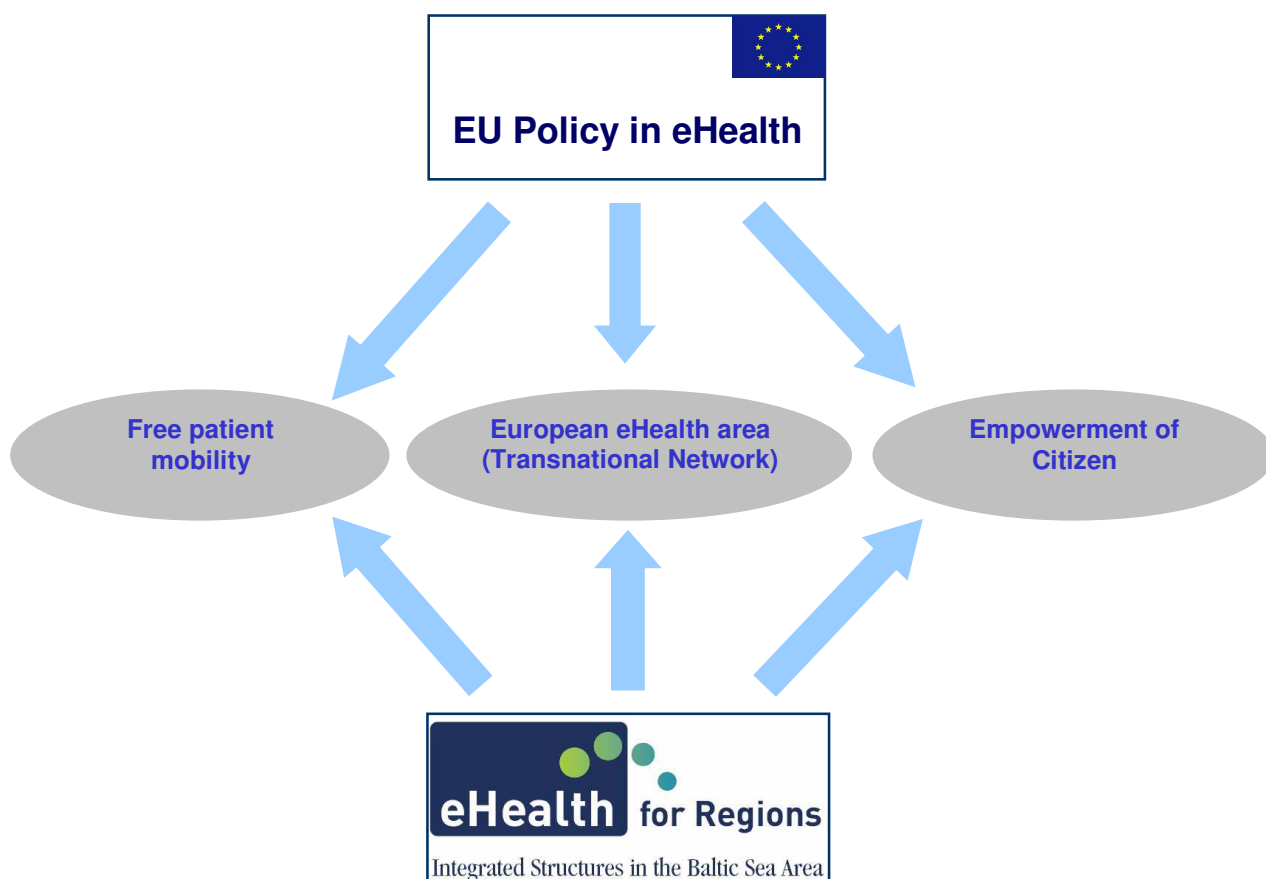 EU Policy in eHealth
Free patient
mobility
European eHealth area
(Transnational Network)
Empowerment of
Citizen
eHealth for Regions
Integrated Structures in the Baltic Sea Area